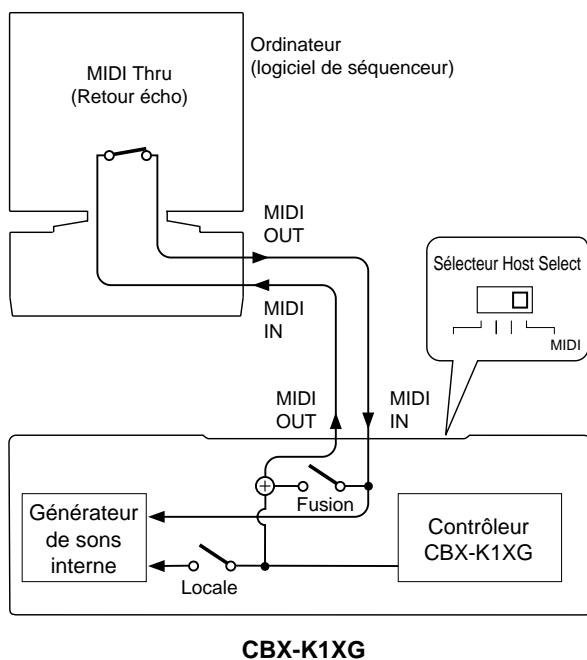 Ordinateur
(logiciel de séquenceur)
MIDI Thru
(Retour écho)
MIDI
OUT
MIDI
IN
Sélecteur Host Select
MIDI
MIDI
OUT
MIDI
IN
Fusion
Générateur
de sons
interne
Locale
Contrôleur
CBX-K1XG
CBX-K1XG